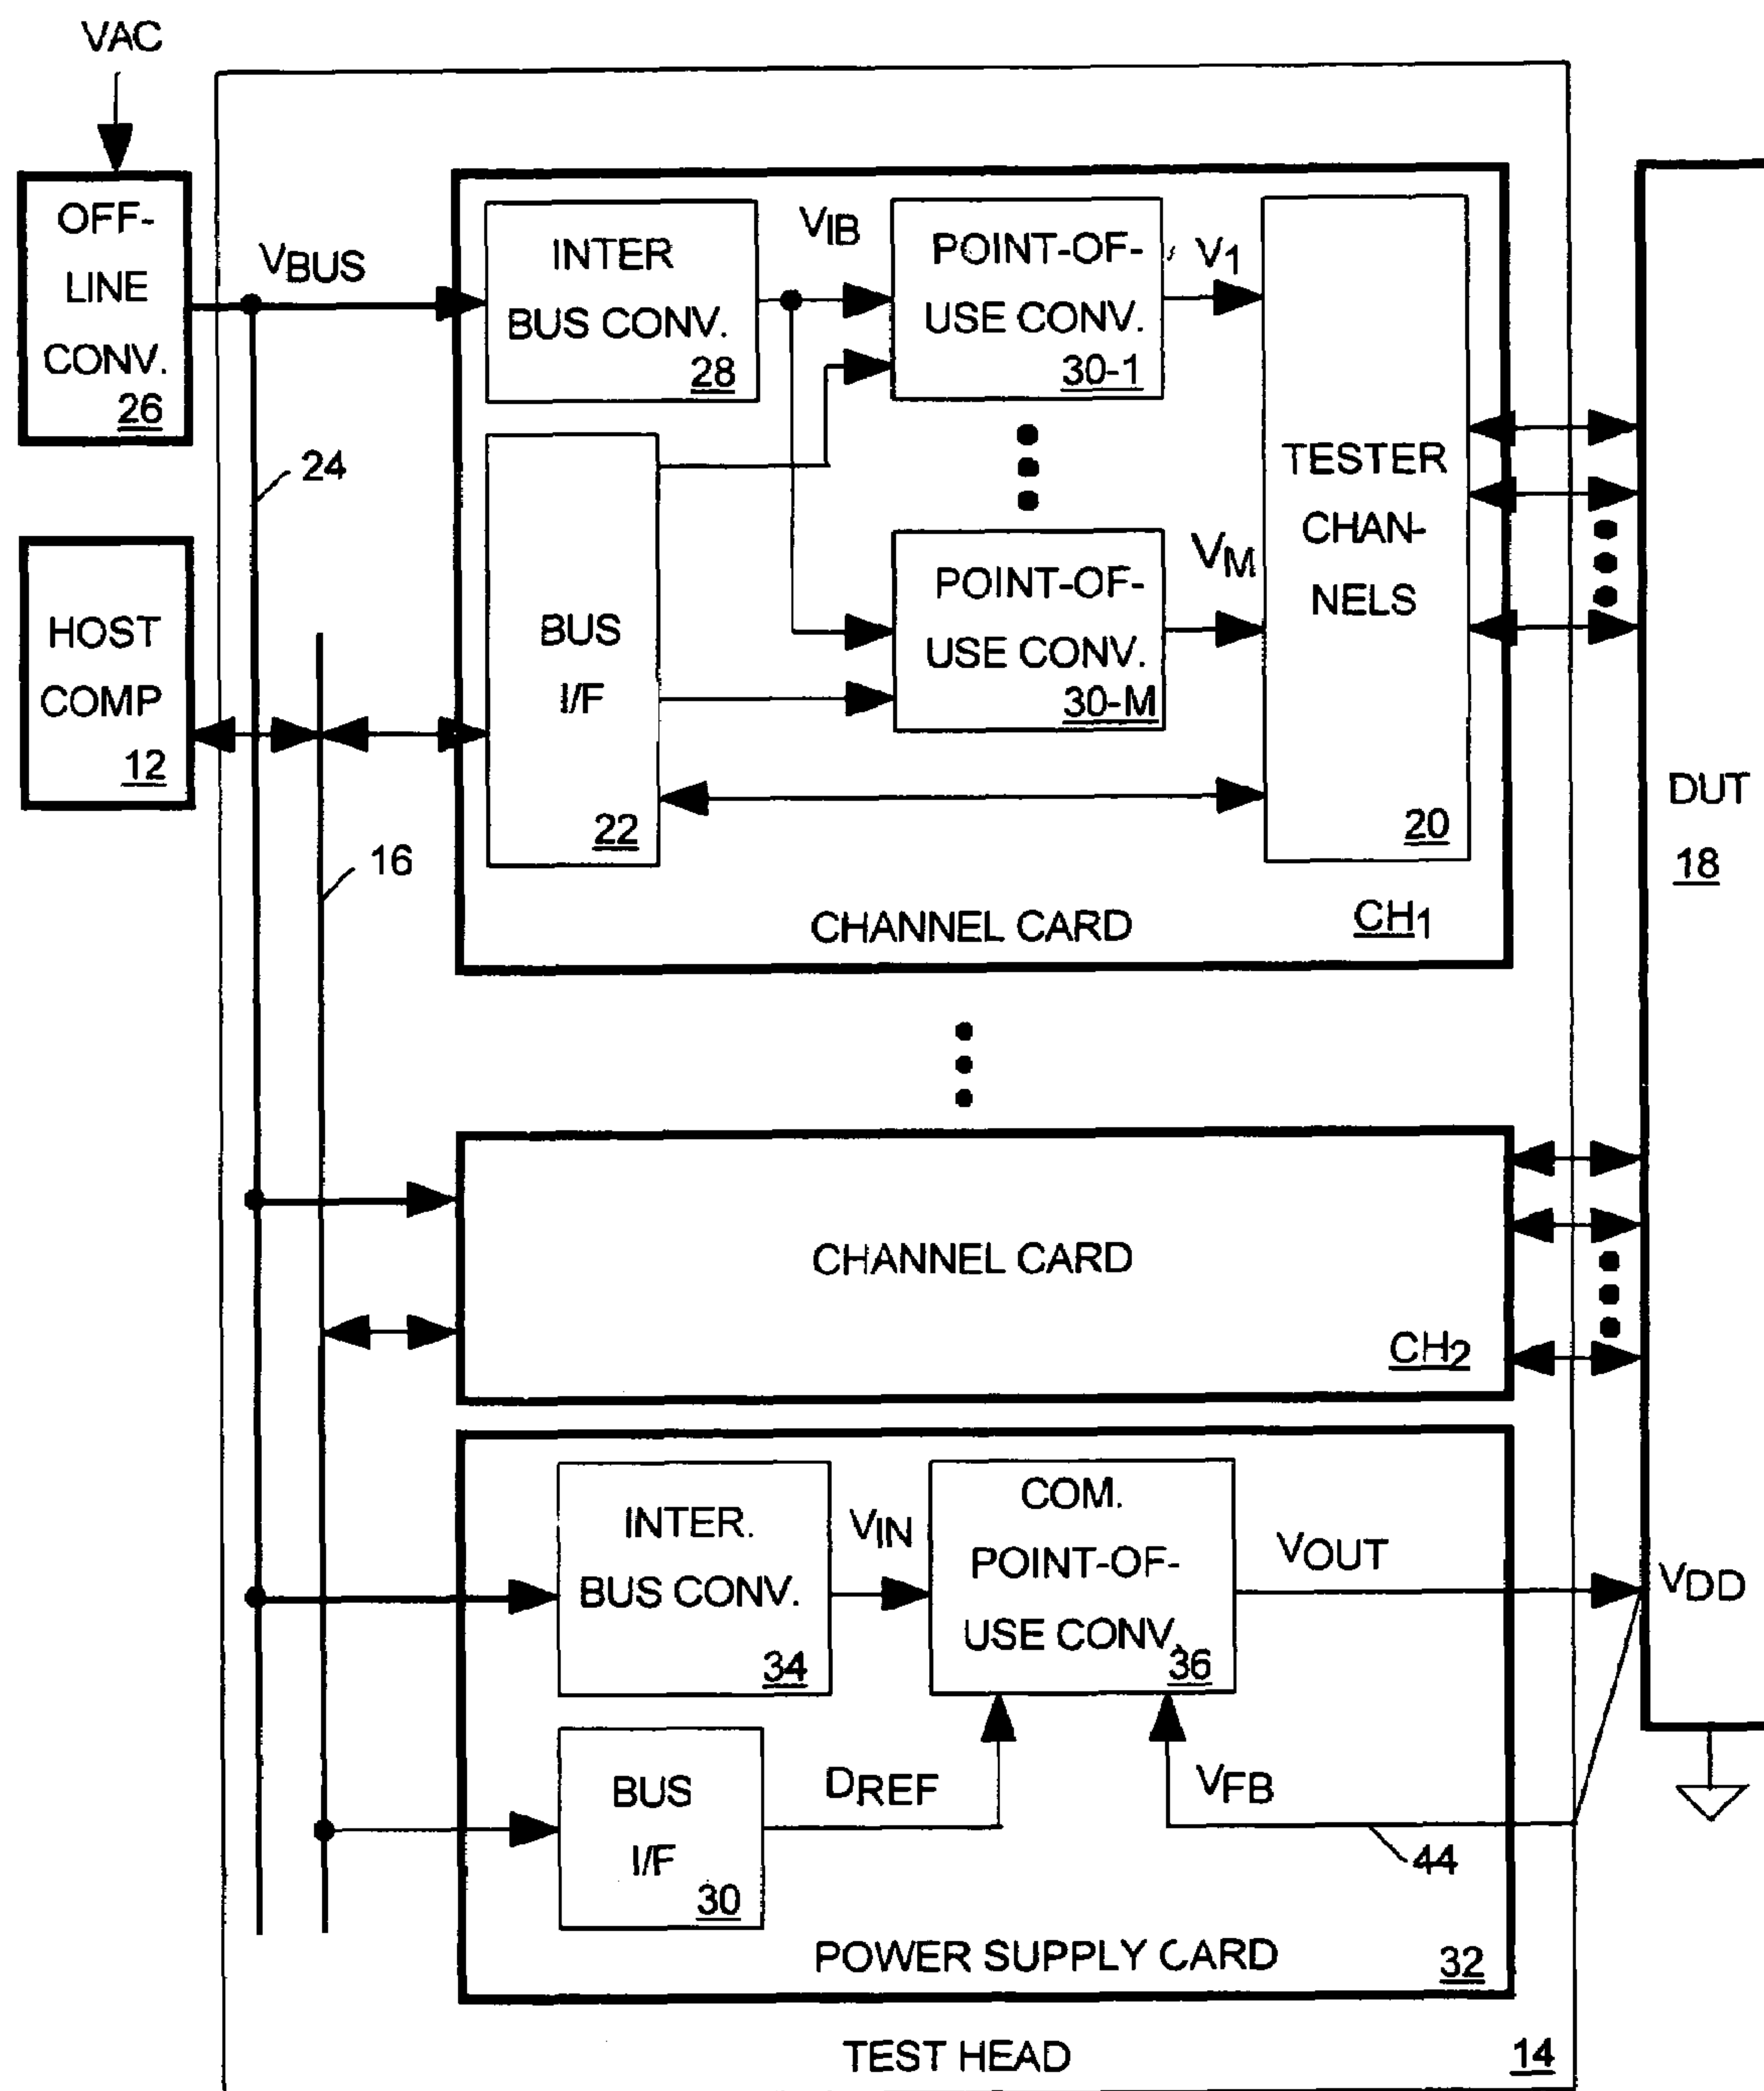 VAC
OFF-
LINE
CONV.
26
VBUS
24
HOST
COMP
12
16
INTER
BUS CONV.
28
VIB
POINT-OF-
USE CONV.
30-1
V1
BUS
I/F
22
POINT-OF-
USE CONV.
30-M
VM
TESTER
CHAN-
NELS
20
CHANNEL CARD
CH1
DUT
18
CHANNEL CARD
CH2
INTER.
BUS CONV.
34
VIN
COM.
POINT-OF-
USE CONV.
36
VOUT
VDD
BUS
I/F
30
DREF
VFB
44
POWER SUPPLY CARD
32
TEST HEAD
14